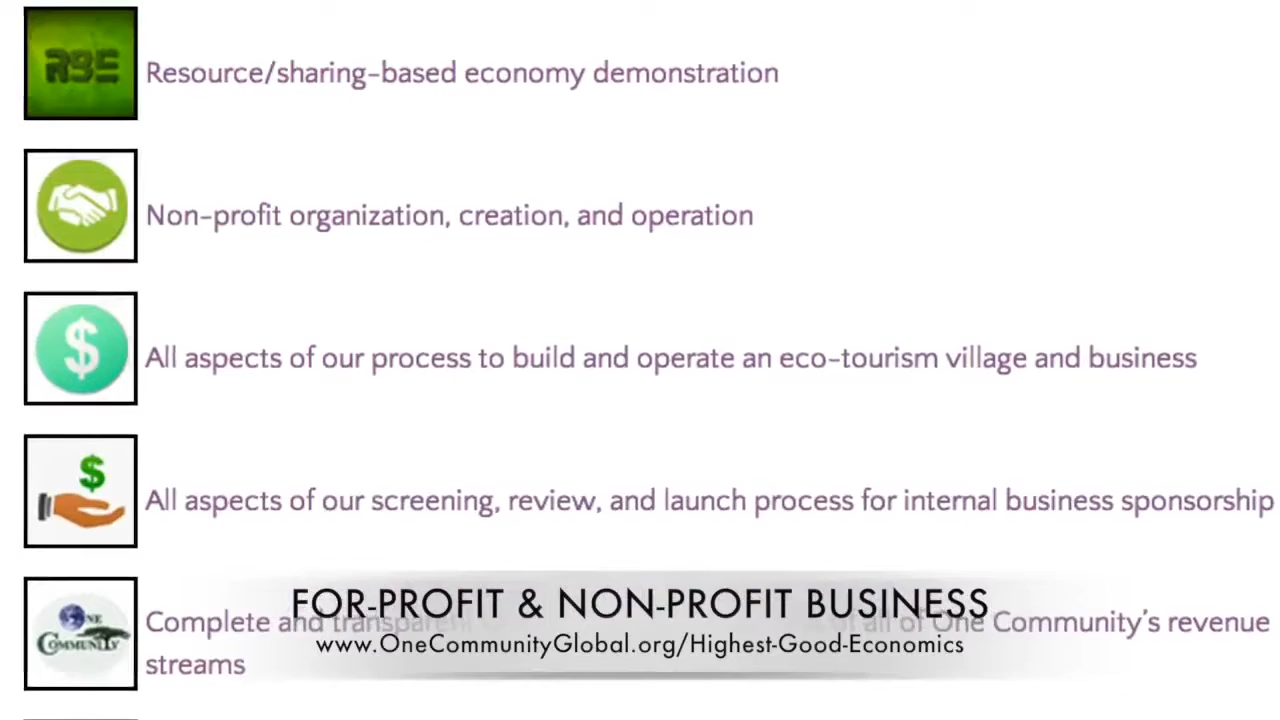 RBE
Resource/sharing-based economy demonstration
Non-profit organization, creation, and operation
$
All aspects of our process to build and operate an eco-tourism village and business
$
All aspects of our screening, review, and launch process for internal business sponsorship
ONE
COMMUNITY
Complete and transparent of all of One Community's revenue
streams
FOR-PROFIT & NON-PROFIT BUSINESS
www.OneCommunityGlobal.org/Highest-Good-Economics